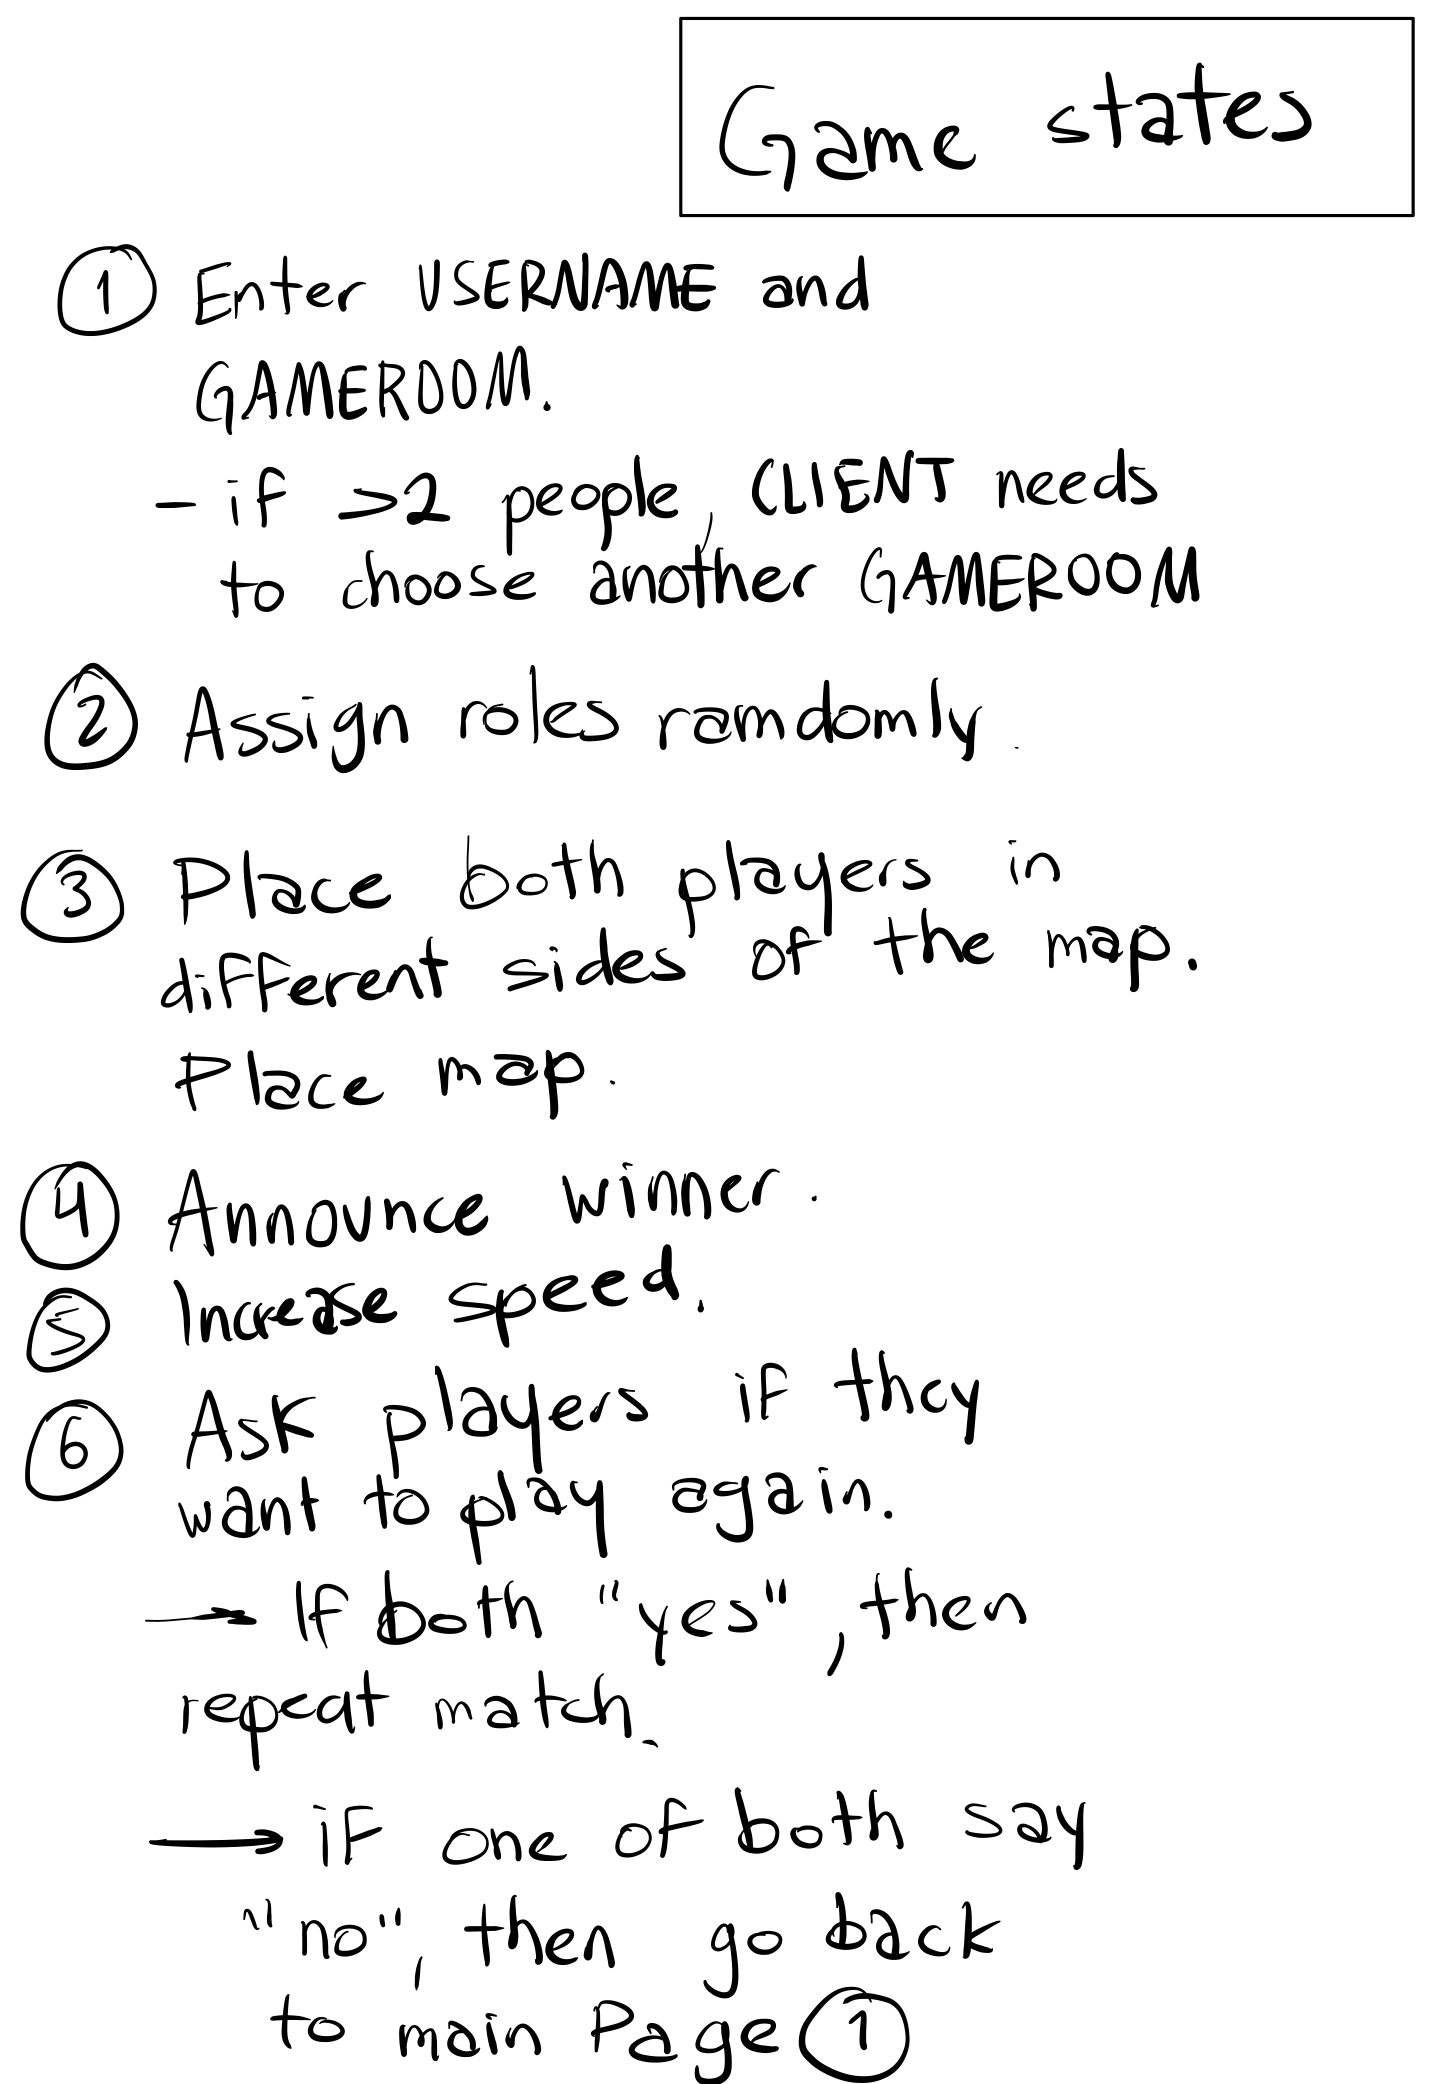 Game states
① Enter USERNAME and
GAMEROOM.
- if >2 people, CLIENT needs
to choose another GAMEROOM
② Assign roles ramdomly.
③ Place both players in
different sides of the map.
Place map.
④ Announce winner.
⑤ Increase speed.
⑥ Ask players if they
want to play again.
→ If both "yes", then
repeat match.
→ if one of both say
"no", then go back
to main Page ①